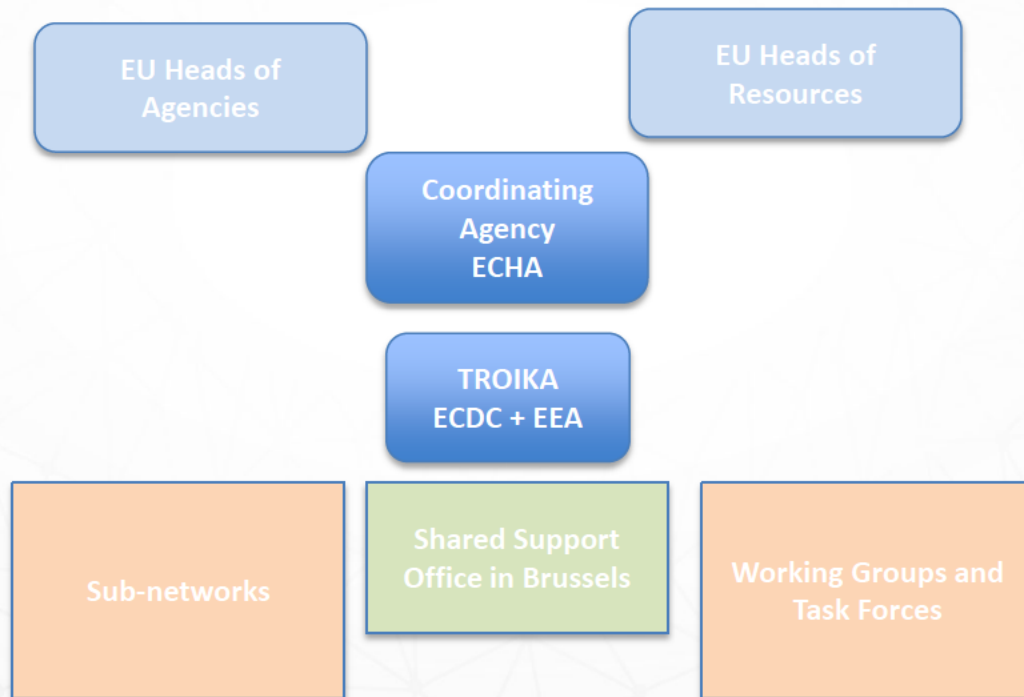 EU Heads of
Agencies
EU Heads of
Resources
Coordinating
Agency
ECHA
TROIKA
ECDC + EEA
Sub-networks
Shared Support
Office in Brussels
Working Groups and
Task Forces